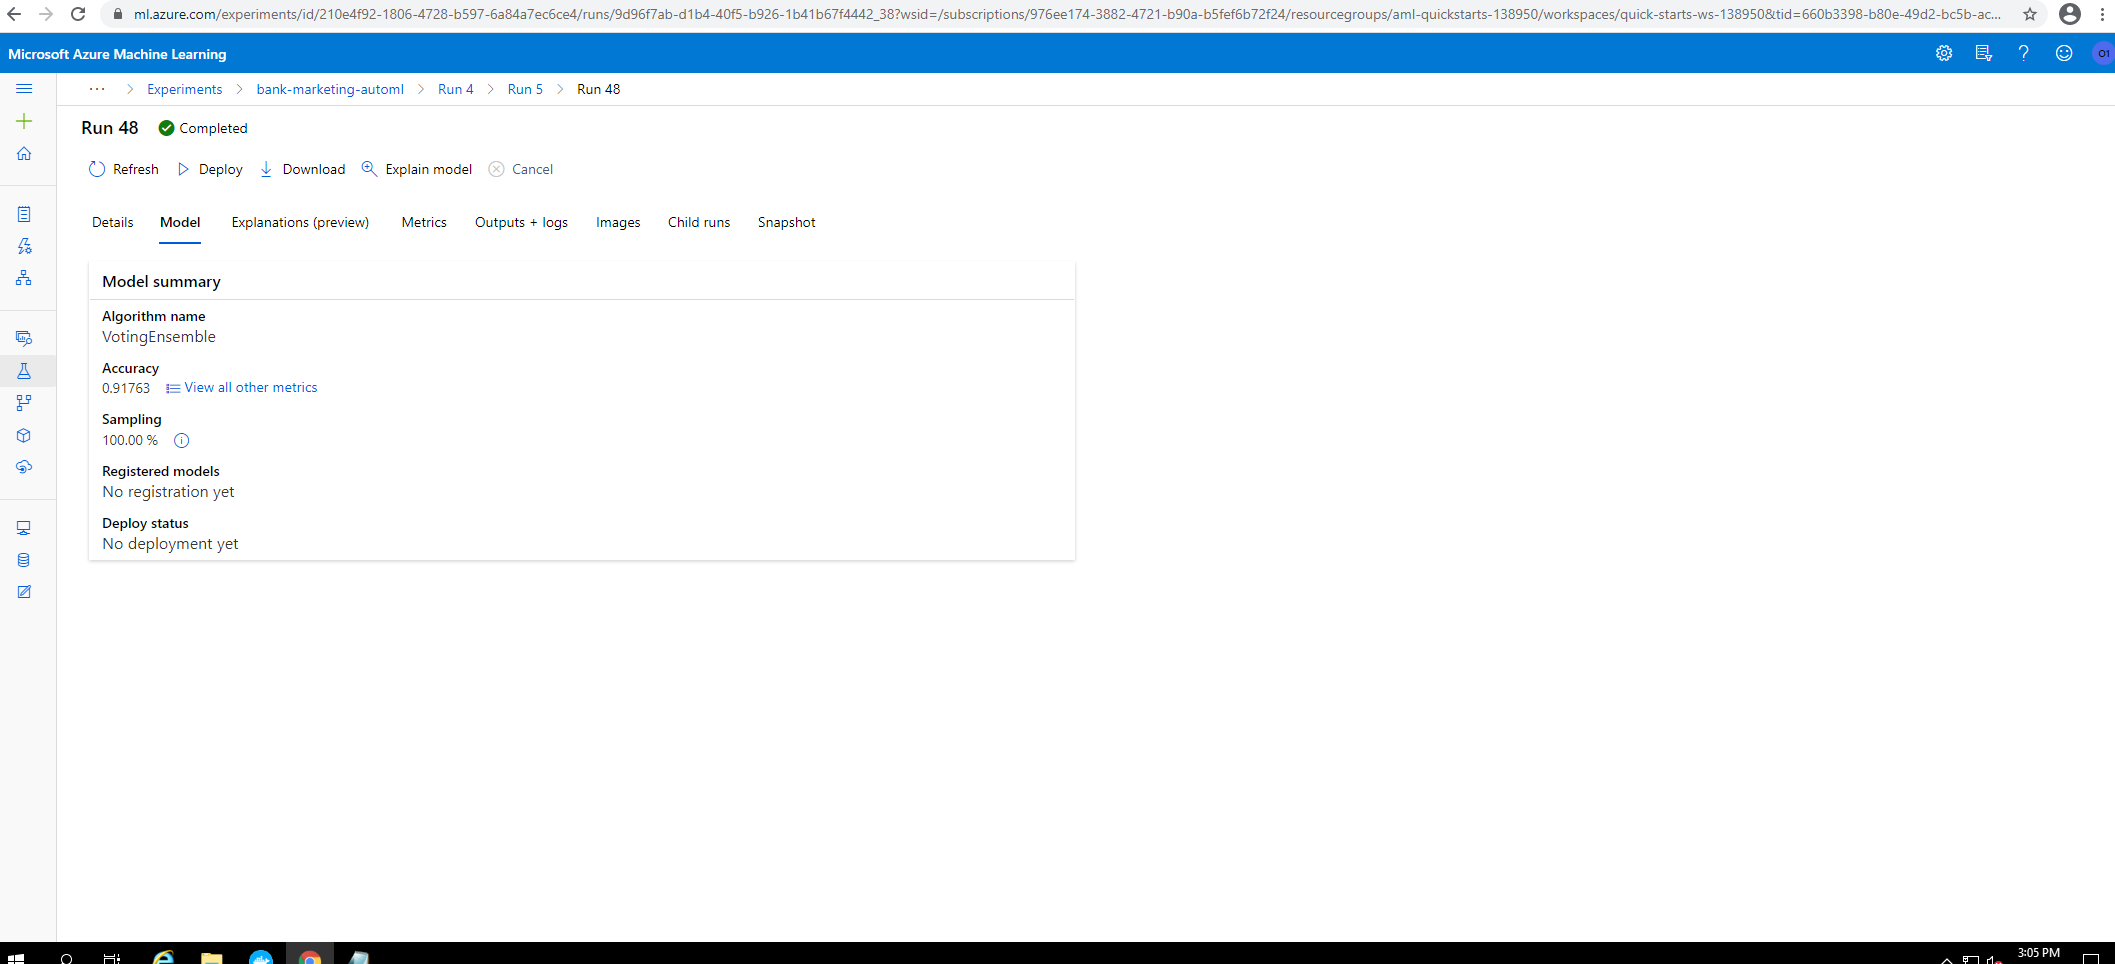 ml.azure.com/experiments/id/210e4f92-1806-4728-b597-6a84a7ec6ce4/runs/9d96f7ab-d1b4-40f5-b926-1b41b67f4442_38?wsid=/subscriptions/976ee174-3882-4721-b90a-b5fef6b72f24/resourcegroups/aml-quickstarts-138950/workspaces/quick-starts-ws-138950&tid=660b3398-b80e-49d2-bc5b-ac...
Microsoft Azure Machine Learning
O1
... > Experiments > bank-marketing-automl > Run 4 > Run 5 > Run 48
Run 48 Completed
Refresh Deploy Download Explain model Cancel
Details Model Explanations (preview) Metrics Outputs + logs Images Child runs Snapshot
Model summary
Algorithm name
VotingEnsemble
Accuracy
0.91763 View all other metrics
Sampling
100.00 %
Registered models
No registration yet
Deploy status
No deployment yet
3:05 PM